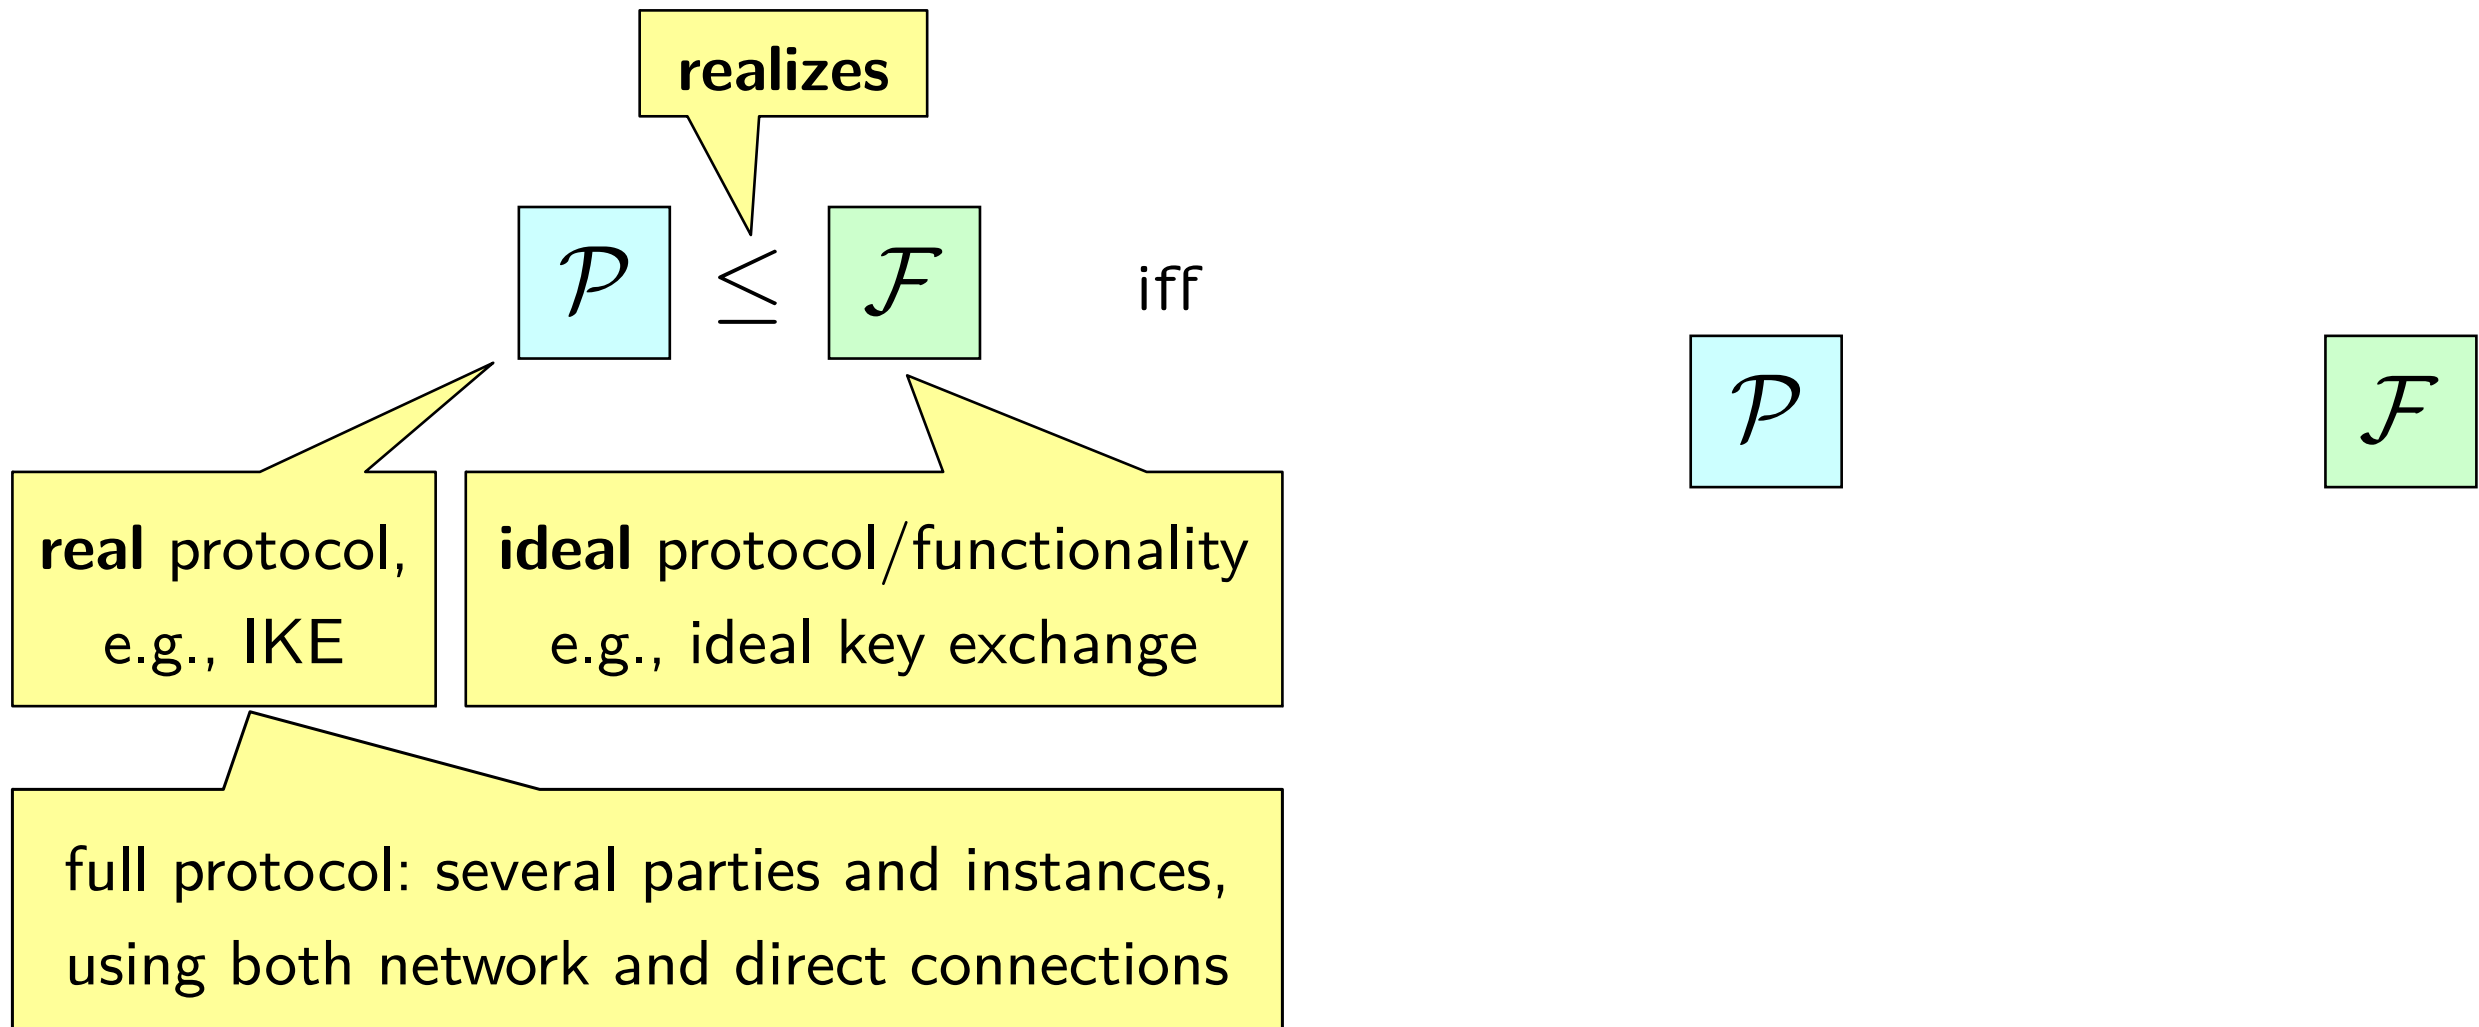 realizes
𝒫 ≤ ℱ iff
𝒫 ℱ
real protocol,
e.g., IKE
ideal protocol/functionality
e.g., ideal key exchange
full protocol: several parties and instances,
using both network and direct connections